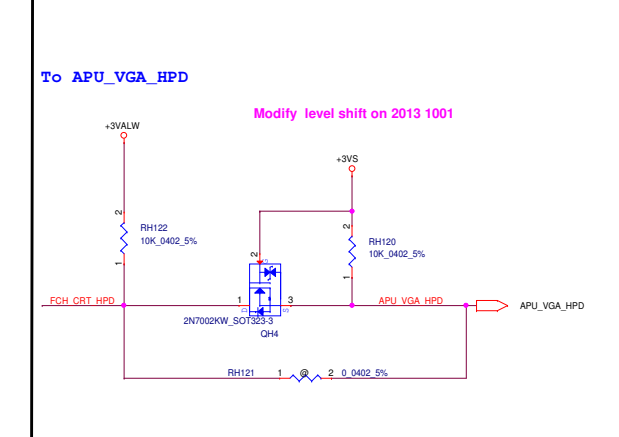 To APU_VGA_HPD
Modify level shift on 2013 1001
+3VALW
+3VS
2
RH122
10K_0402_5%
1
2
RH120
10K_0402_5%
1
2
G
FCH_CRT_HPD
1
D
S
3
APU_VGA_HPD
APU_VGA_HPD
2N7002KW_SOT323-3
QH4
RH121
1
@
2
0_0402_5%